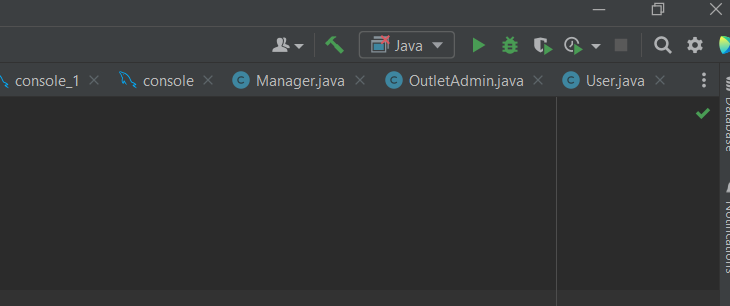 Java
console_1
console
C Manager.java
C OutletAdmin.java
C User.java
Database
Notifications